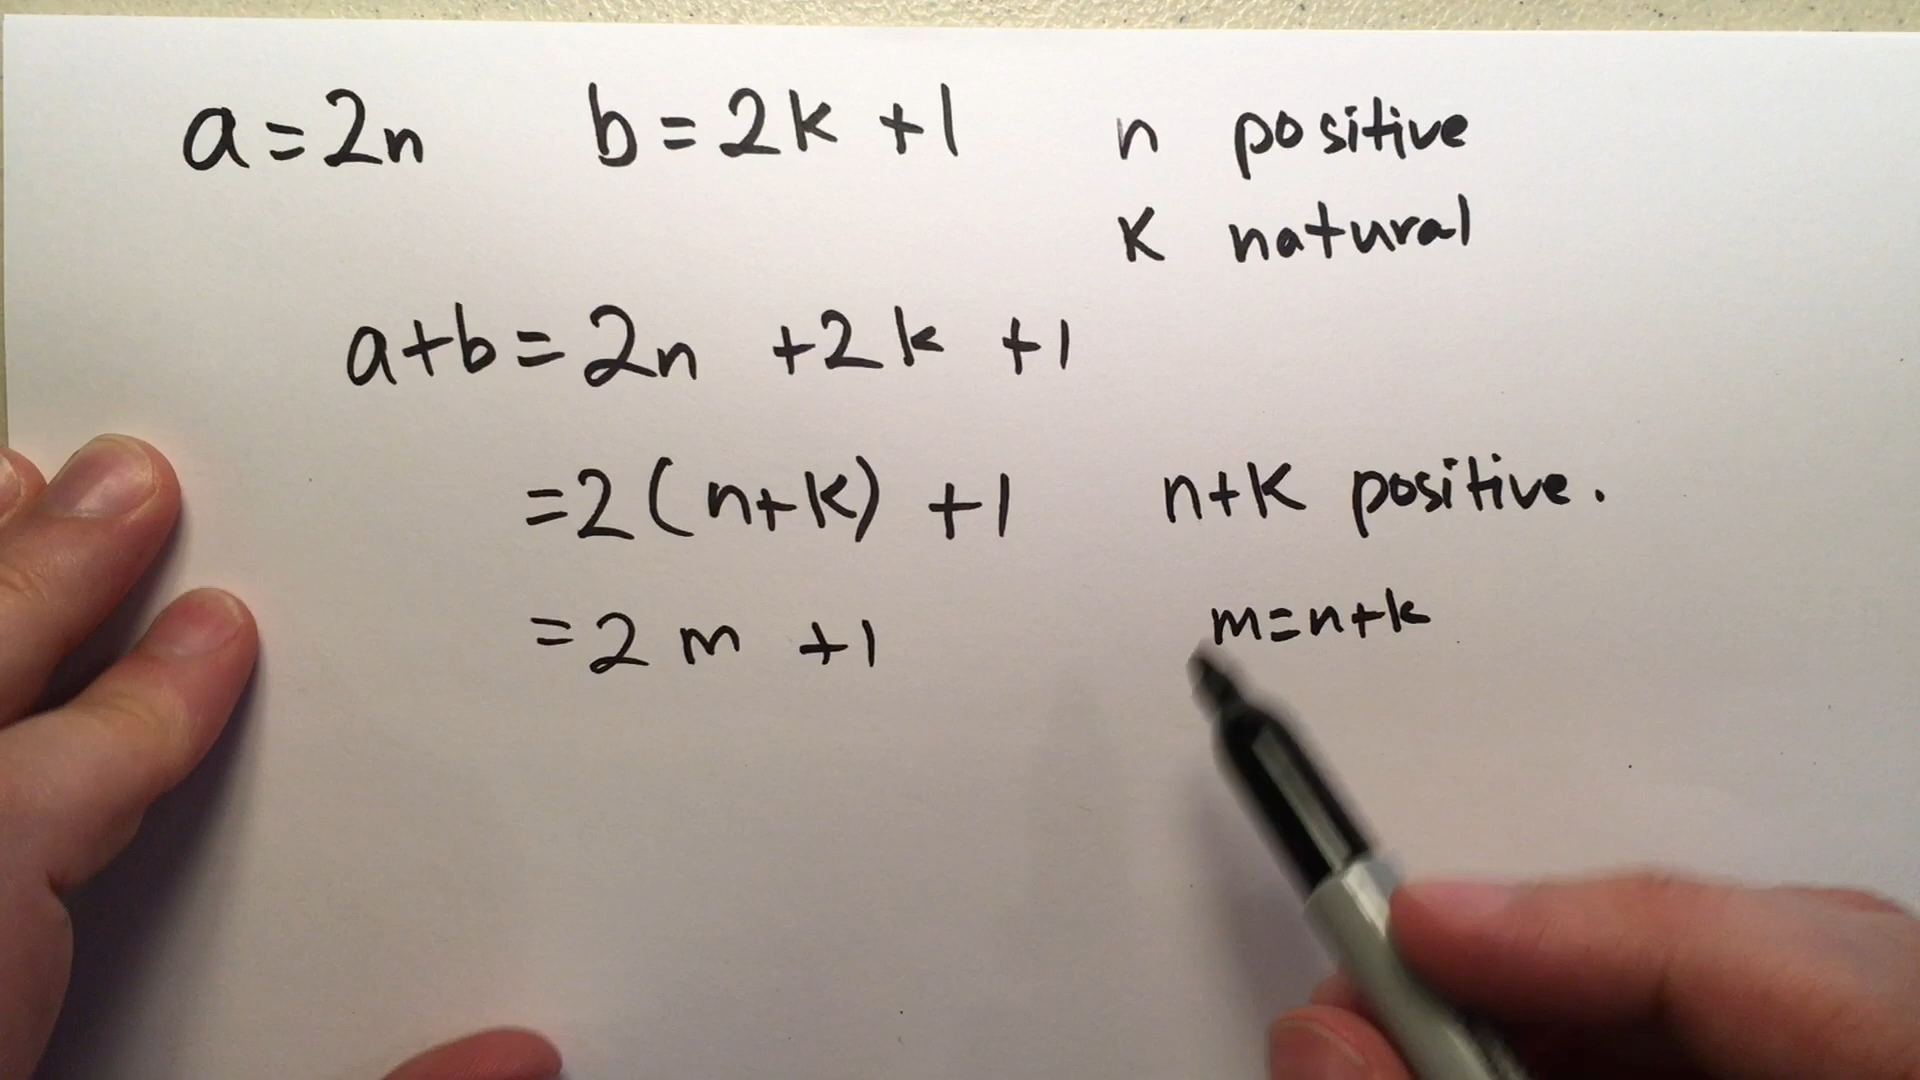 a=2n b=2k+1 n positive
k natural
a+b=2n+2k+1
=2(n+k)+1 n+k positive.
=2m+1 m=n+k